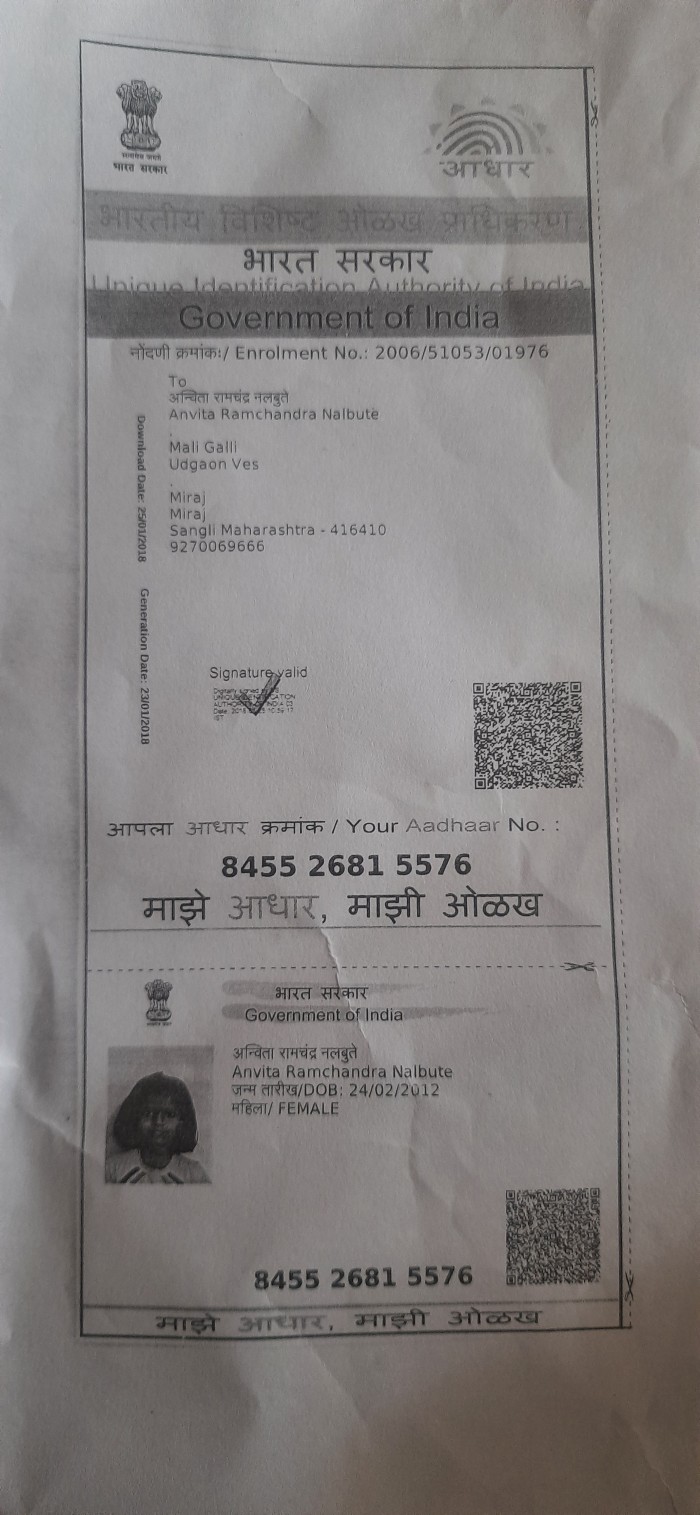 भारत सरकार
आधार
भारतीय विशिष्ट ओळख प्राधिकरण
भारत सरकार
Unique Identification Authority of India
Government of India
नोंदणी क्रमांक:/ Enrolment No.: 2006/51053/01976
To
अन्विता रामचंद्र नलबुते
Anvita Ramchandra Nalbute
.
Mali Galli
Udgaon Ves
.
Miraj
Miraj
Sangli Maharashtra - 416410
9270069666
Download Date: 25/01/2018
Generation Date: 23/01/2018
Signature valid
आपला आधार क्रमांक / Your Aadhaar No. :
8455 2681 5576
माझे आधार, माझी ओळख
भारत सरकार
Government of India
अन्विता रामचंद्र नलबुते
Anvita Ramchandra Nalbute
जन्म तारीख/DOB: 24/02/2012
महिला/ FEMALE
8455 2681 5576
माझे आधार, माझी ओळख